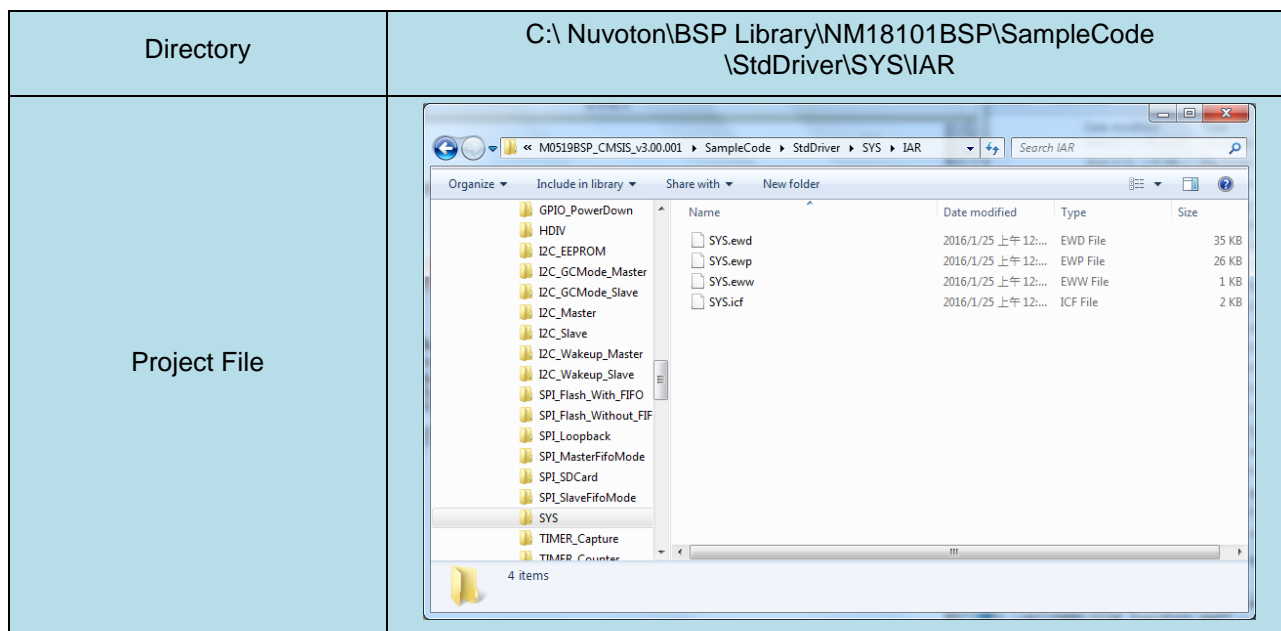 Directory
C:\ Nuvoton\BSP Library\NM18101BSP\SampleCode
\StdDriver\SYS\IAR
Project File
« M0519BSP_CMSIS_v3.00.001 ▸ SampleCode ▸ StdDriver ▸ SYS ▸ IAR
Search IAR
Organize ▾ Include in library ▾ Share with ▾ New folder
GPIO_PowerDown
HDIV
I2C_EEPROM
I2C_GCMode_Master
I2C_GCMode_Slave
I2C_Master
I2C_Slave
I2C_Wakeup_Master
I2C_Wakeup_Slave
SPI_Flash_With_FIFO
SPI_Flash_Without_FIF
SPI_Loopback
SPI_MasterFifoMode
SPI_SDCard
SPI_SlaveFifoMode
SYS
TIMER_Capture
TIMER_Counter
Name Date modified Type Size
SYS.ewd 2016/1/25 上午 12:... EWD File 35 KB
SYS.ewp 2016/1/25 上午 12:... EWP File 26 KB
SYS.eww 2016/1/25 上午 12:... EWW File 1 KB
SYS.icf 2016/1/25 上午 12:... ICF File 2 KB
4 items